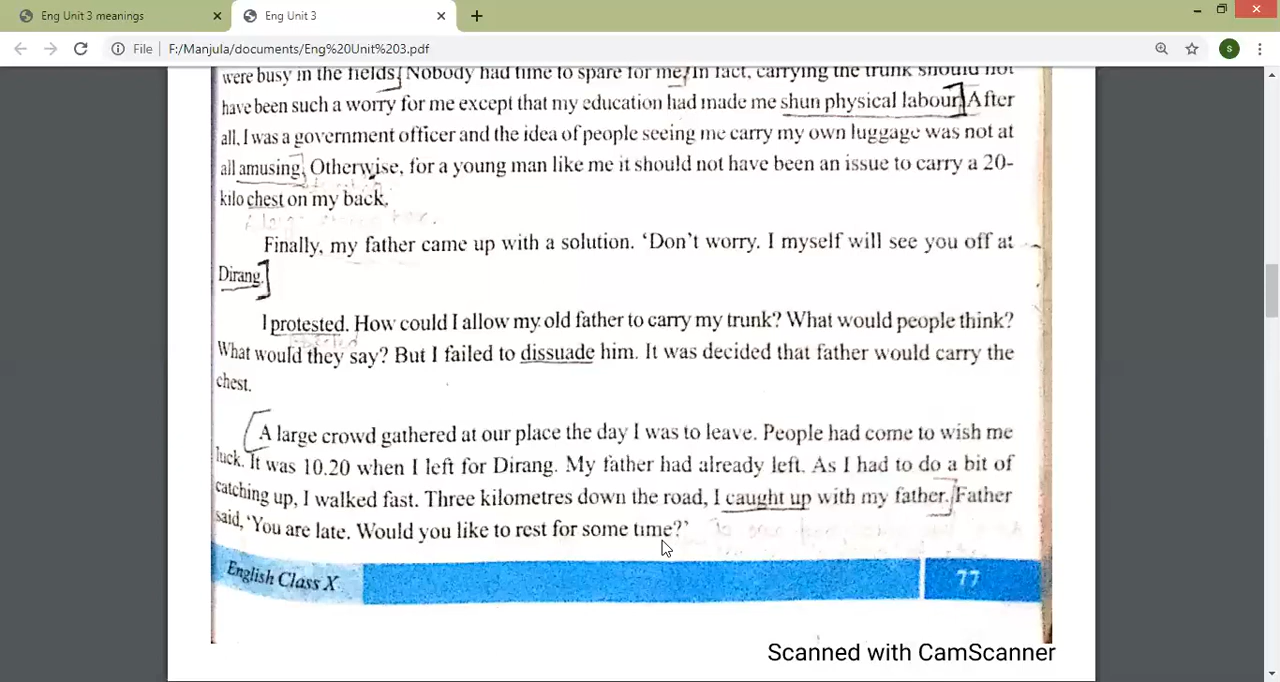 Eng Unit 3 meanings
Eng Unit 3
File
F:/Manjula/documents/Eng%20Unit%203.pdf
S
were busy in the fields. Nobody had time to spare for me. In fact, carrying the trunk should not
have been such a worry for me except that my education had made me shun physical labour. After
all, I was a government officer and the idea of people seeing me carry my own luggage was not at
all amusing. Otherwise, for a young man like me it should not have been an issue to carry a 20-
kilo chest on my back.
Finally, my father came up with a solution. 'Don't worry. I myself will see you off at
Dirang.
I protested. How could I allow my old father to carry my trunk? What would people think?
What would they say? But I failed to dissuade him. It was decided that father would carry the
chest.
A large crowd gathered at our place the day I was to leave. People had come to wish me
luck. It was 10.20 when I left for Dirang. My father had already left. As I had to do a bit of
catching up, I walked fast. Three kilometres down the road, I caught up with my father. Father
said, 'You are late. Would you like to rest for some time?'
English Class X
77
Scanned with CamScanner